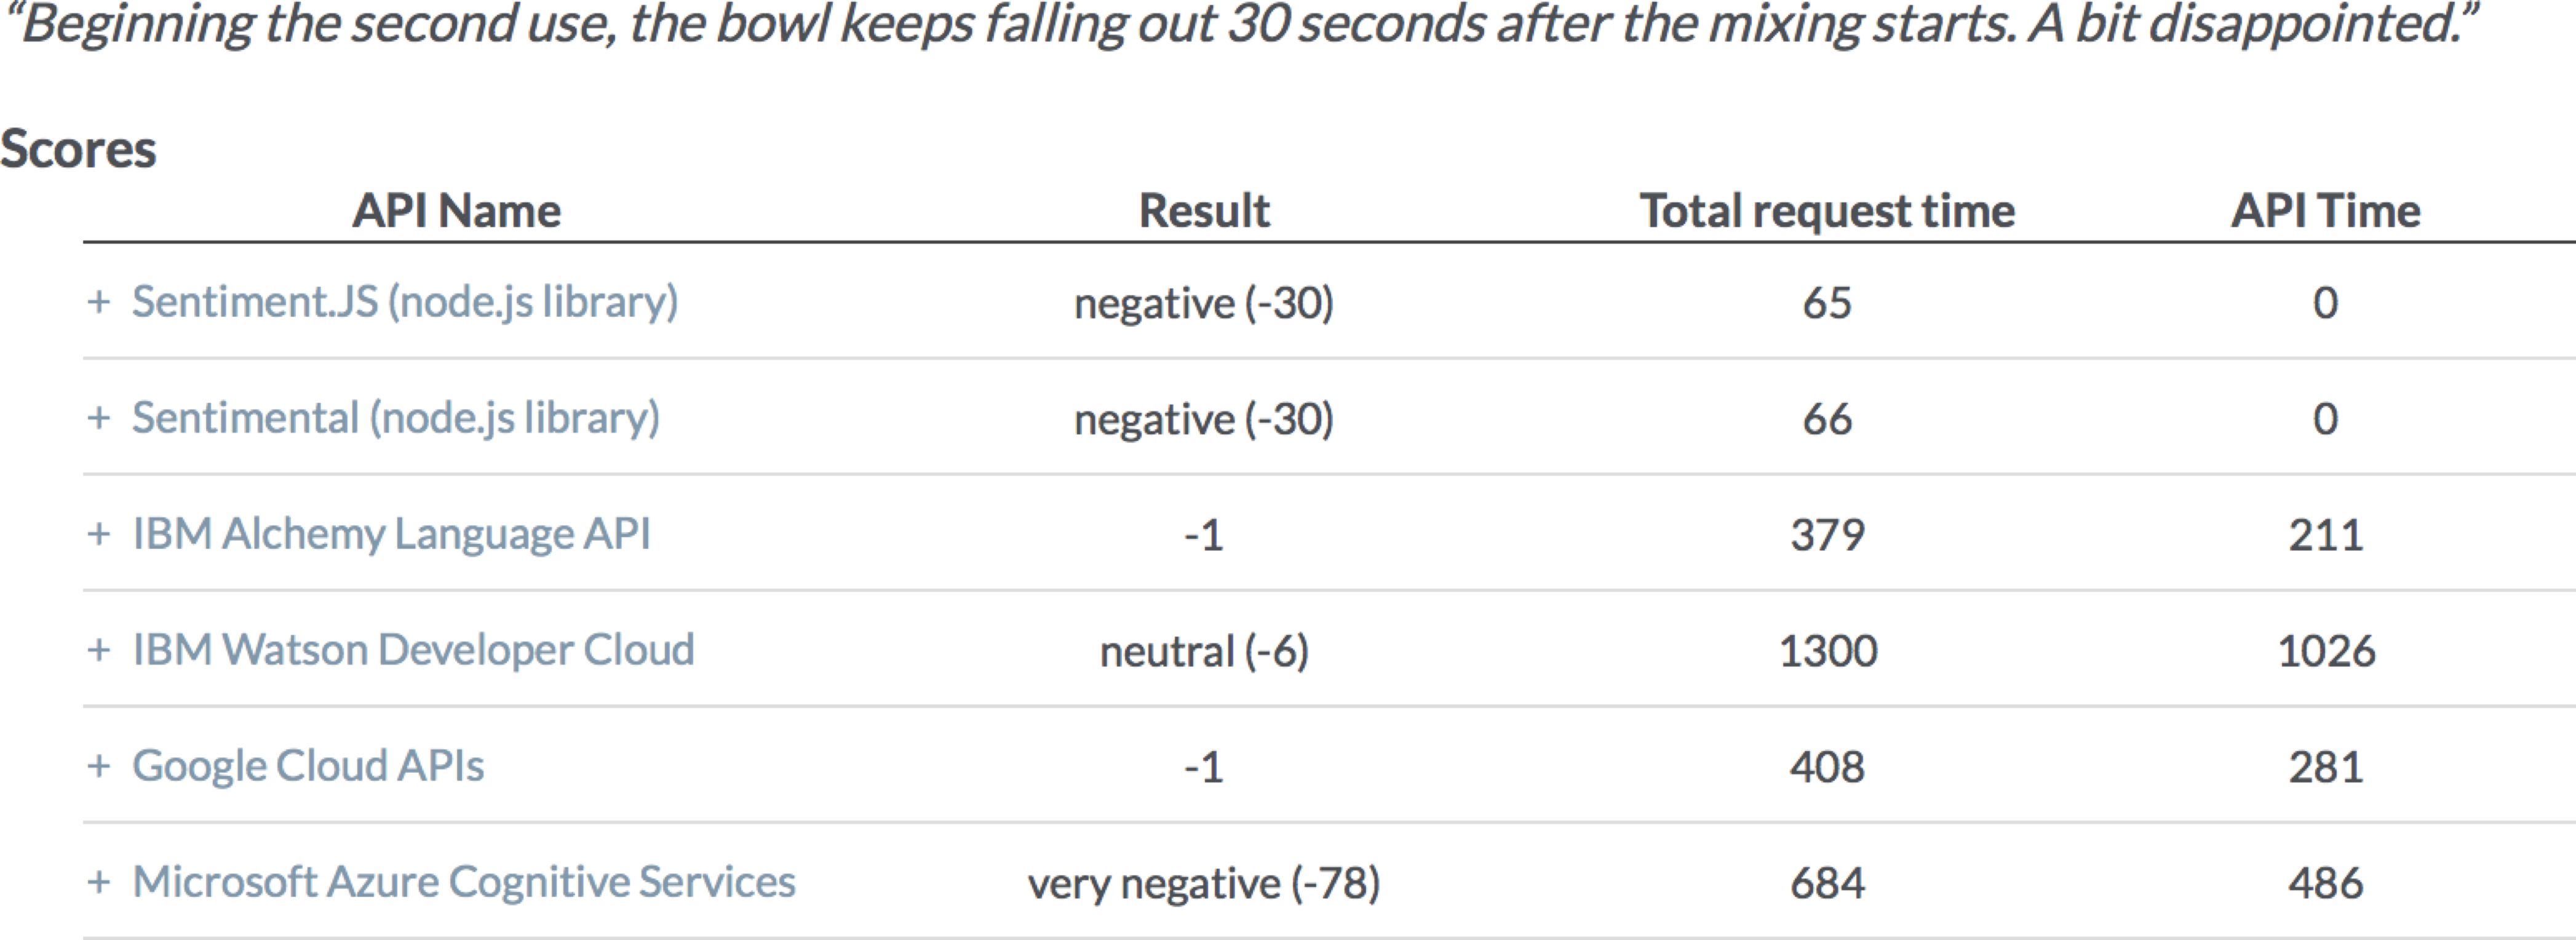 “Beginning the second use, the bowl keeps falling out 30 seconds after the mixing starts. A bit disappointed.”
Scores
API Name Result Total request time API Time
+ Sentiment.JS (node.js library) negative (-30) 65 0
+ Sentimental (node.js library) negative (-30) 66 0
+ IBM Alchemy Language API -1 379 211
+ IBM Watson Developer Cloud neutral (-6) 1300 1026
+ Google Cloud APIs -1 408 281
+ Microsoft Azure Cognitive Services very negative (-78) 684 486